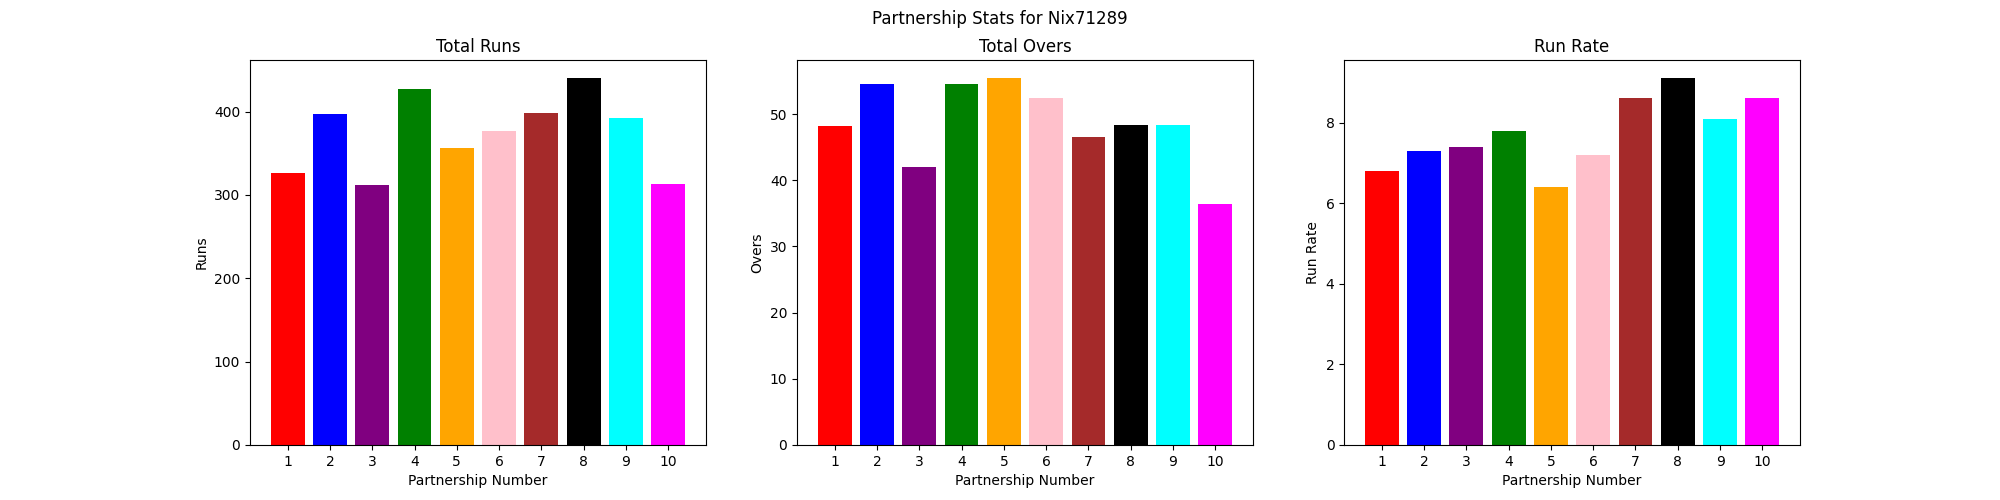 Partnership Stats for Nix71289
Total Runs
Runs
400
300
200
100
0
1 2 3 4 5 6 7 8 9 10
Partnership Number
Total Overs
Overs
50
40
30
20
10
0
1 2 3 4 5 6 7 8 9 10
Partnership Number
Run Rate
Run Rate
8
6
4
2
0
1 2 3 4 5 6 7 8 9 10
Partnership Number